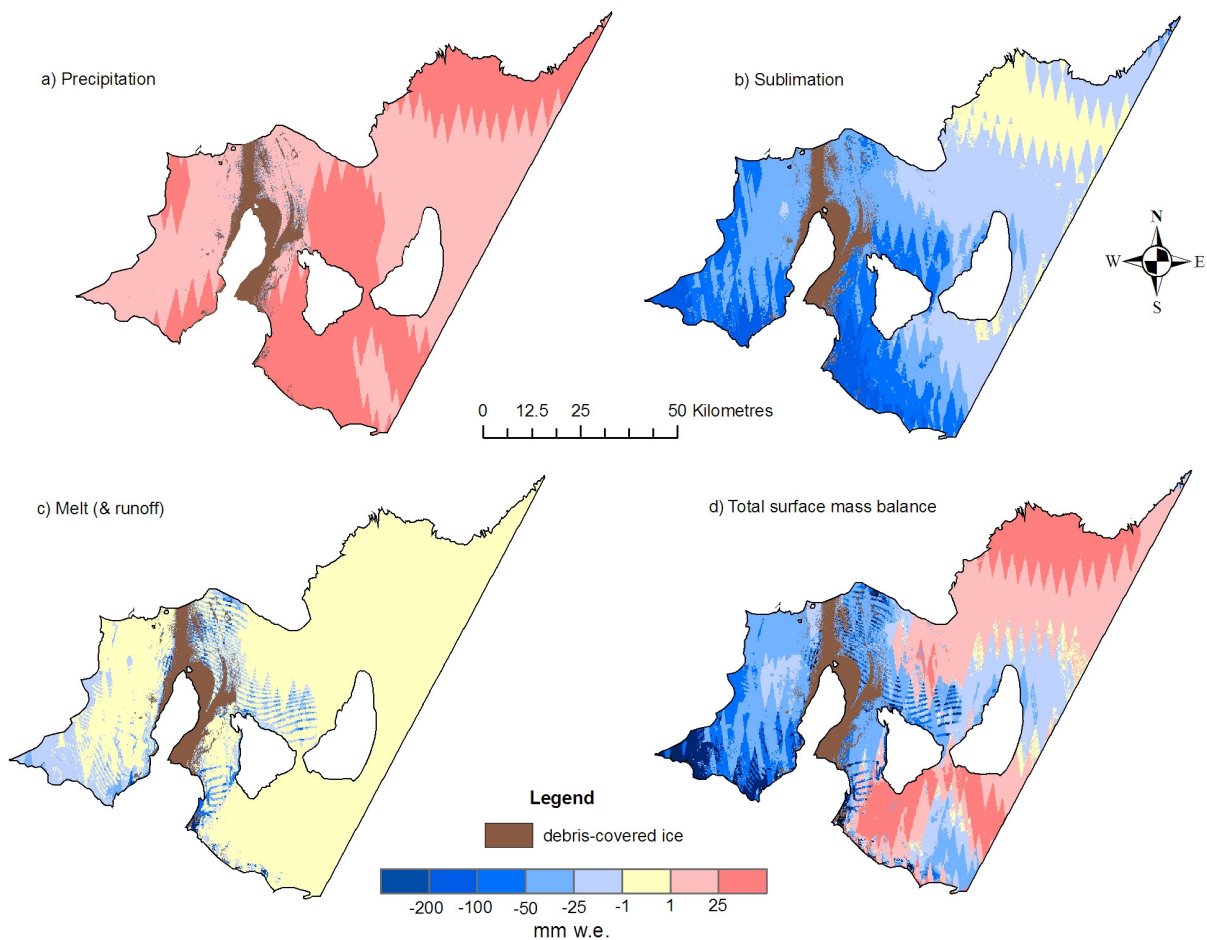 a) Precipitation
b) Sublimation
N
W E
S
0 12.5 25 50 Kilometres
c) Melt (& runoff)
d) Total surface mass balance
Legend
debris-covered ice
-200 -100 -50 -25 -1 1 25
mm w.e.